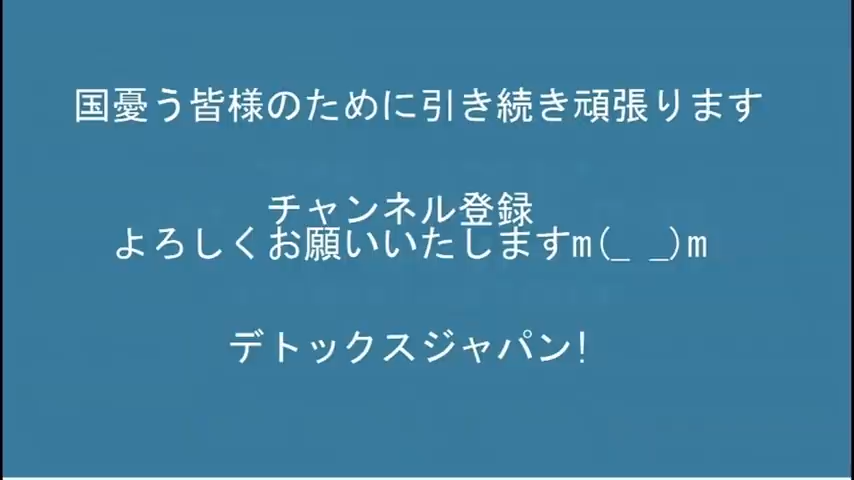 国憂う皆様のために引き続き頑張ります
チャンネル登録
よろしくお願いいたしますm(_ _)m
デトックスジャパン!